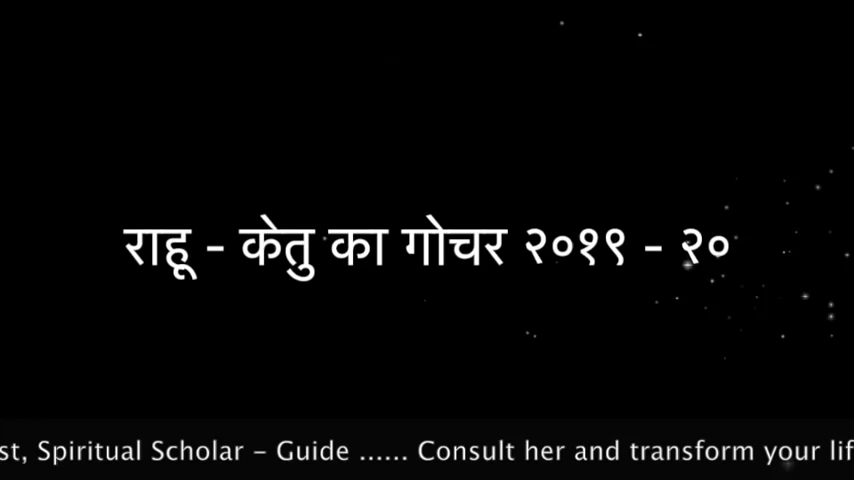 राहू - केतु का गोचर २०१९ - २०
Spiritual Scholar – Guide ...... Consult her and transform your